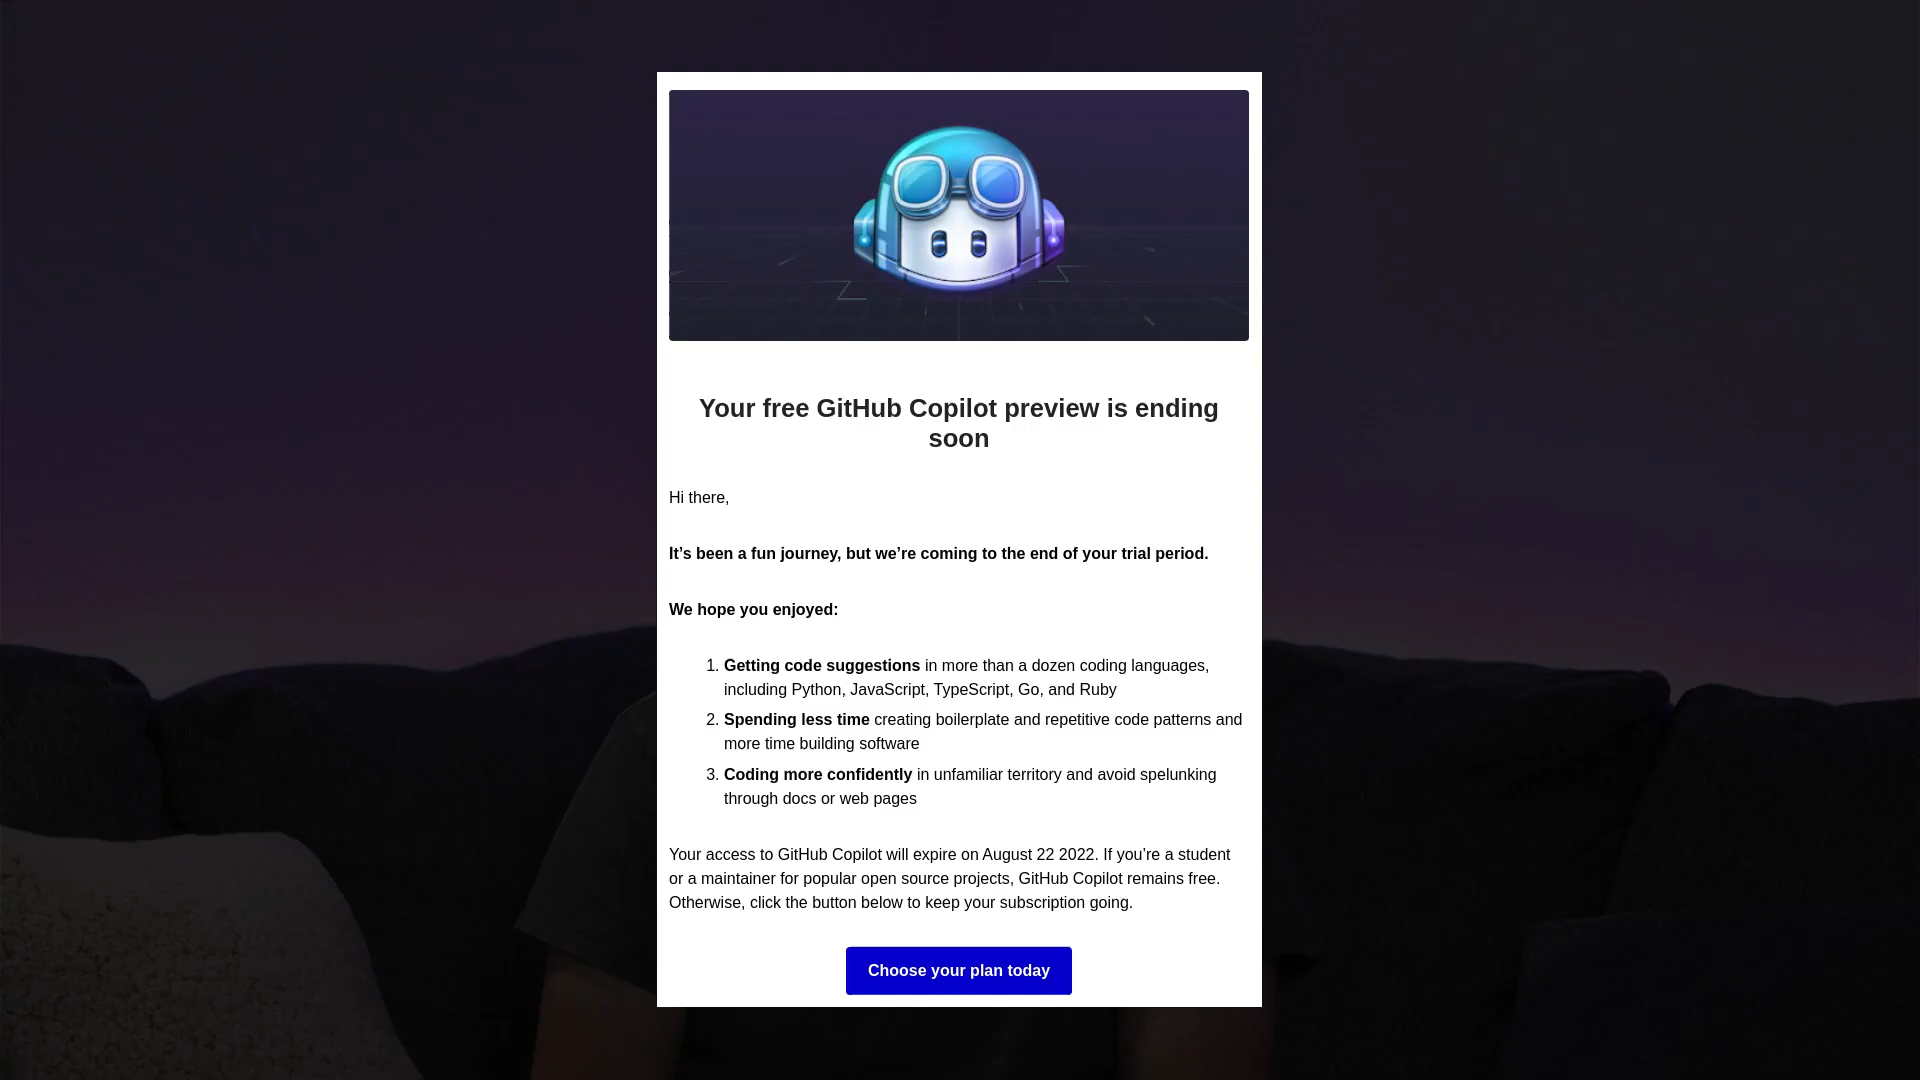 Your free GitHub Copilot preview is ending
soon
Hi there,
It’s been a fun journey, but we’re coming to the end of your trial period.
We hope you enjoyed:
1. Getting code suggestions in more than a dozen coding languages,
including Python, JavaScript, TypeScript, Go, and Ruby
2. Spending less time creating boilerplate and repetitive code patterns and
more time building software
3. Coding more confidently in unfamiliar territory and avoid spelunking
through docs or web pages
Your access to GitHub Copilot will expire on August 22 2022. If you’re a student
or a maintainer for popular open source projects, GitHub Copilot remains free.
Otherwise, click the button below to keep your subscription going.
Choose your plan today